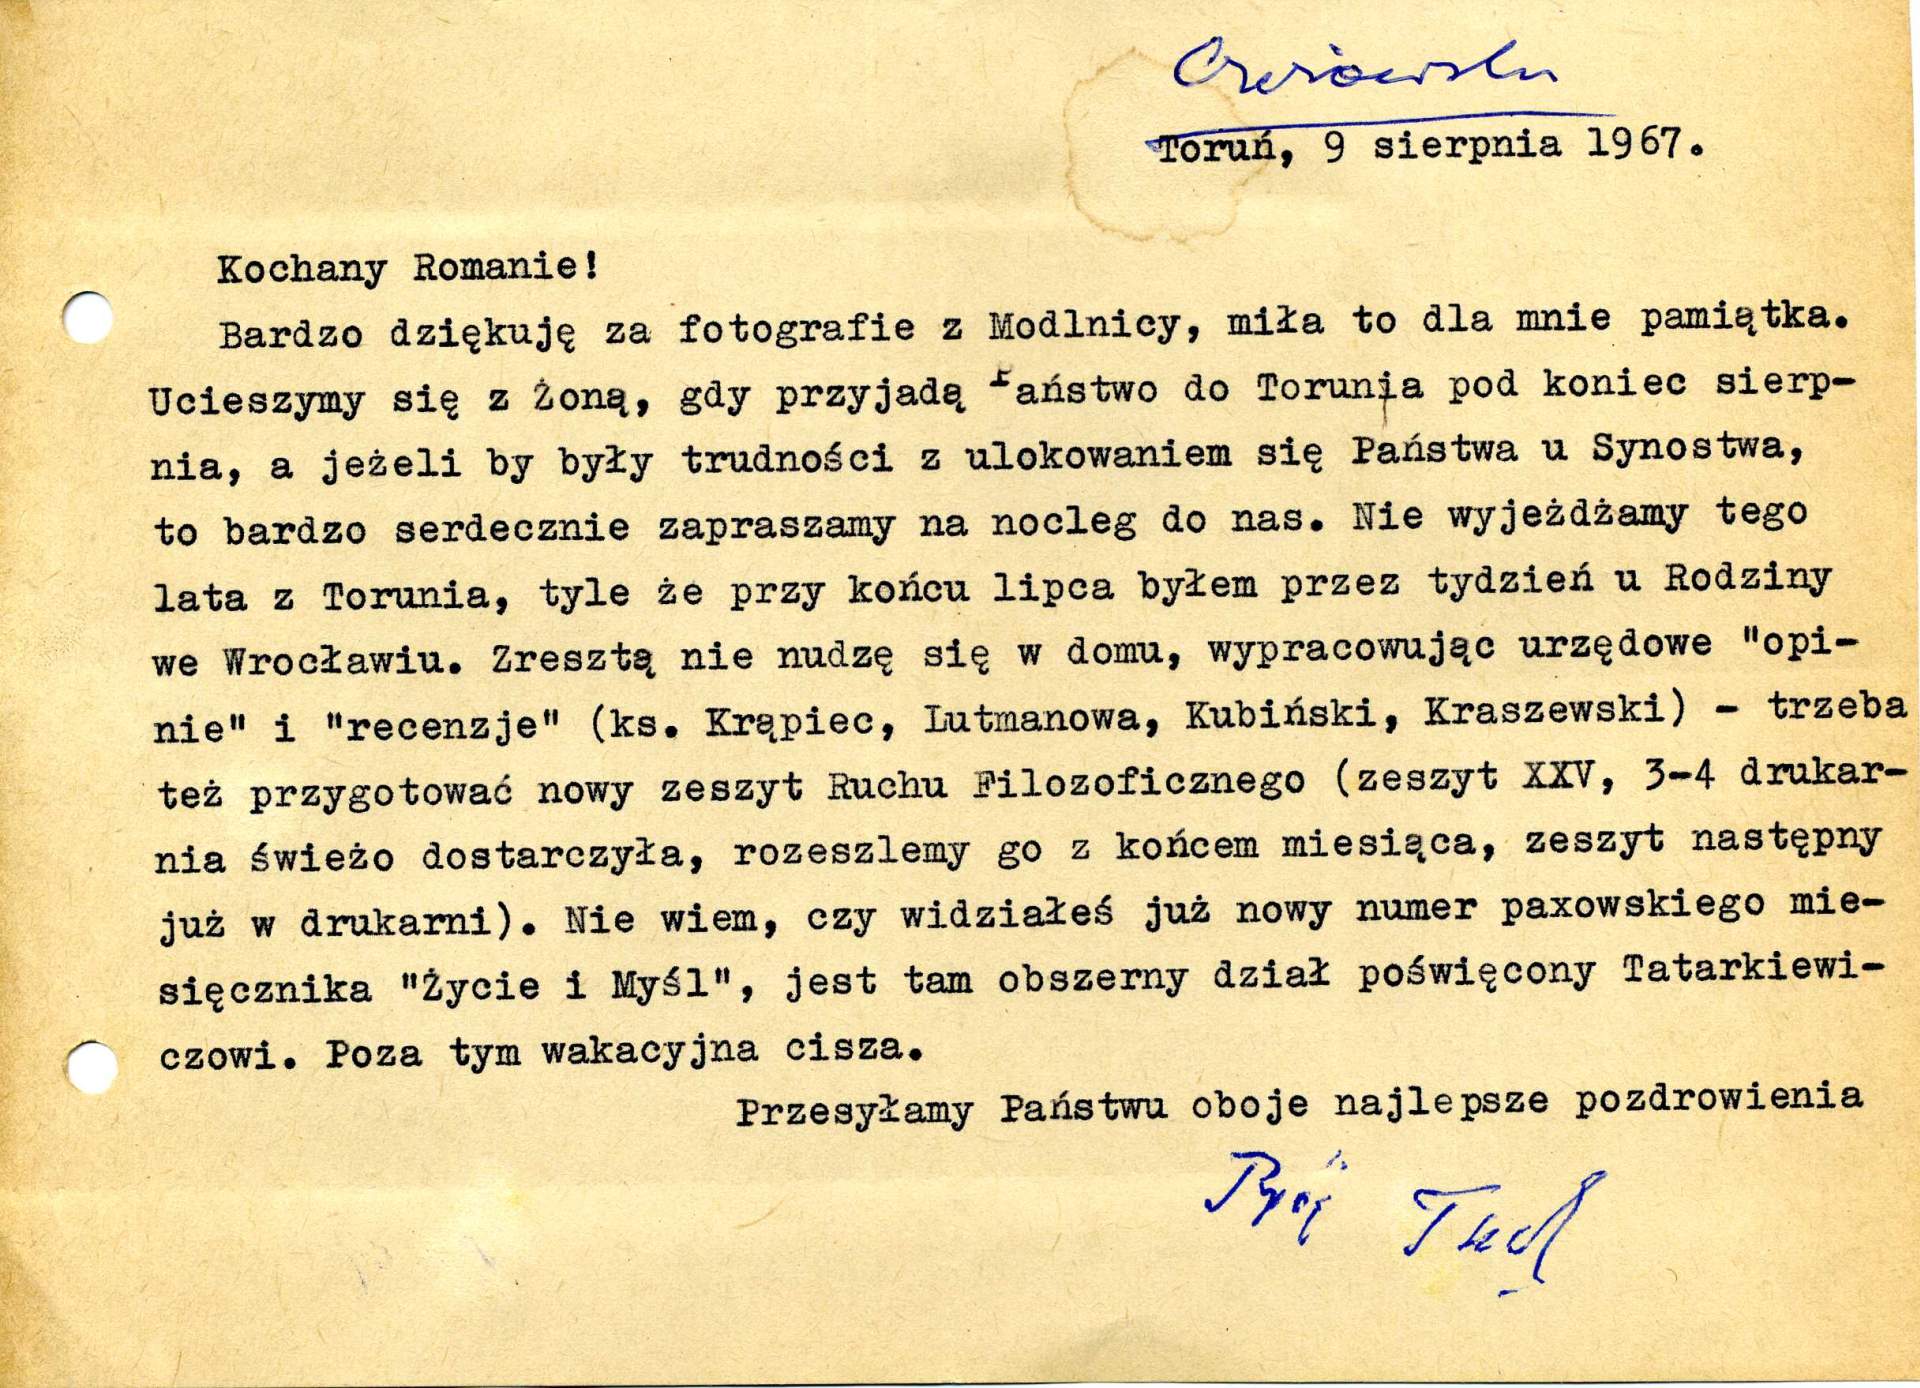 Czeżowski
Toruń, 9 sierpnia 1967.
Kochany Romanie!
Bardzo dziękuję za fotografie z Modlnicy, miła to dla mnie pamiątka.
Ucieszymy się z Żoną, gdy przyjadą Państwo do Torunia pod koniec sierp-
nia, a jeżeli by były trudności z ulokowaniem się Państwa u Synostwa,
to bardzo serdecznie zapraszamy na nocleg do nas. Nie wyjeżdżamy tego
lata z Torunia, tyle że przy końcu lipca byłem przez tydzień u Rodziny
we Wrocławiu. Zresztą nie nudzę się w domu, wypracowując urzędowe "opi-
nie" i "recenzje" (ks. Krąpiec, Lutmanowa, Kubiński, Kraszewski) - trzeba
też przygotować nowy zeszyt Ruchu Filozoficznego (zeszyt XXV, 3-4 drukar-
nia świeżo dostarczyła, rozeszlemy go z końcem miesiąca, zeszyt następny
już w drukarni). Nie wiem, czy widziałeś już nowy numer paxowskiego mie-
sięcznika "Życie i Myśl", jest tam obszerny dział poświęcony Tatarkiewi-
czowi. Poza tym wakacyjna cisza.
Przesyłamy Państwu oboje najlepsze pozdrowienia